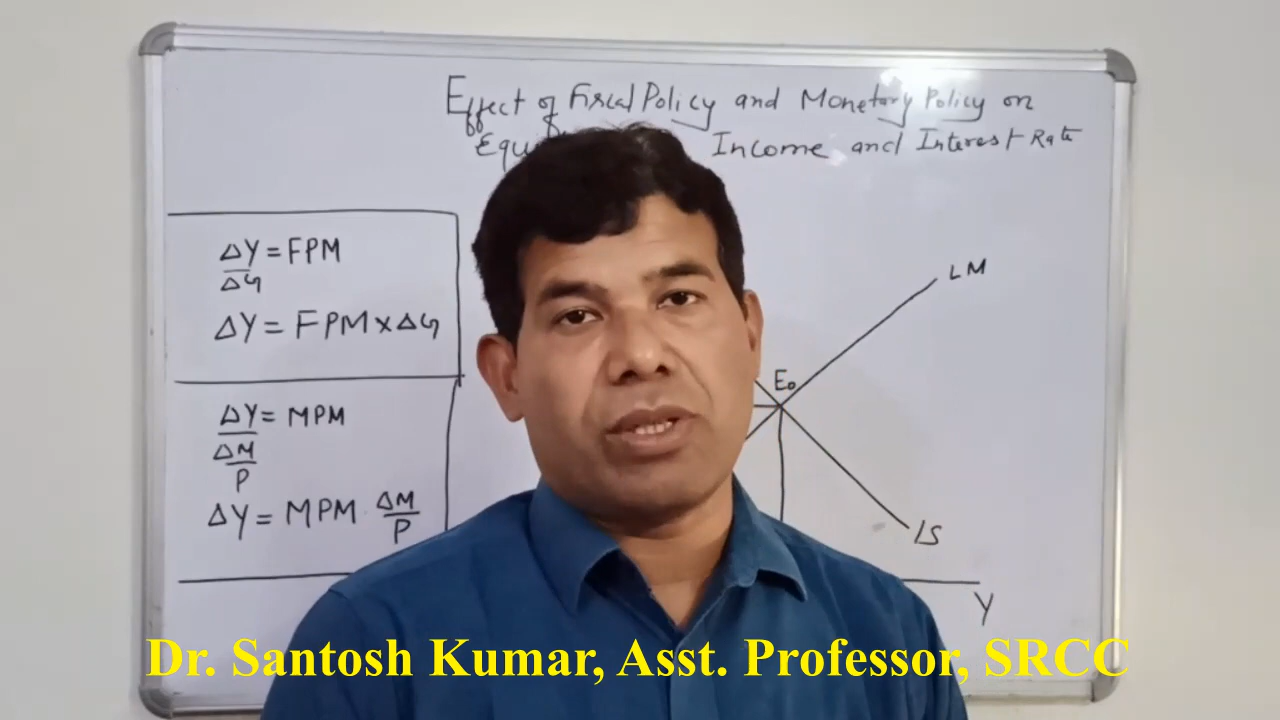 Effect of Fiscal Policy and Monetary Policy on
Income and Interest Rate
ΔY = FPM
ΔG
ΔY = FPM x ΔG
ΔY = MPM
ΔM
P
ΔY = MPM ΔM
P
LM
E₀
IS
Y
Dr. Santosh Kumar, Asst. Professor, SRCC